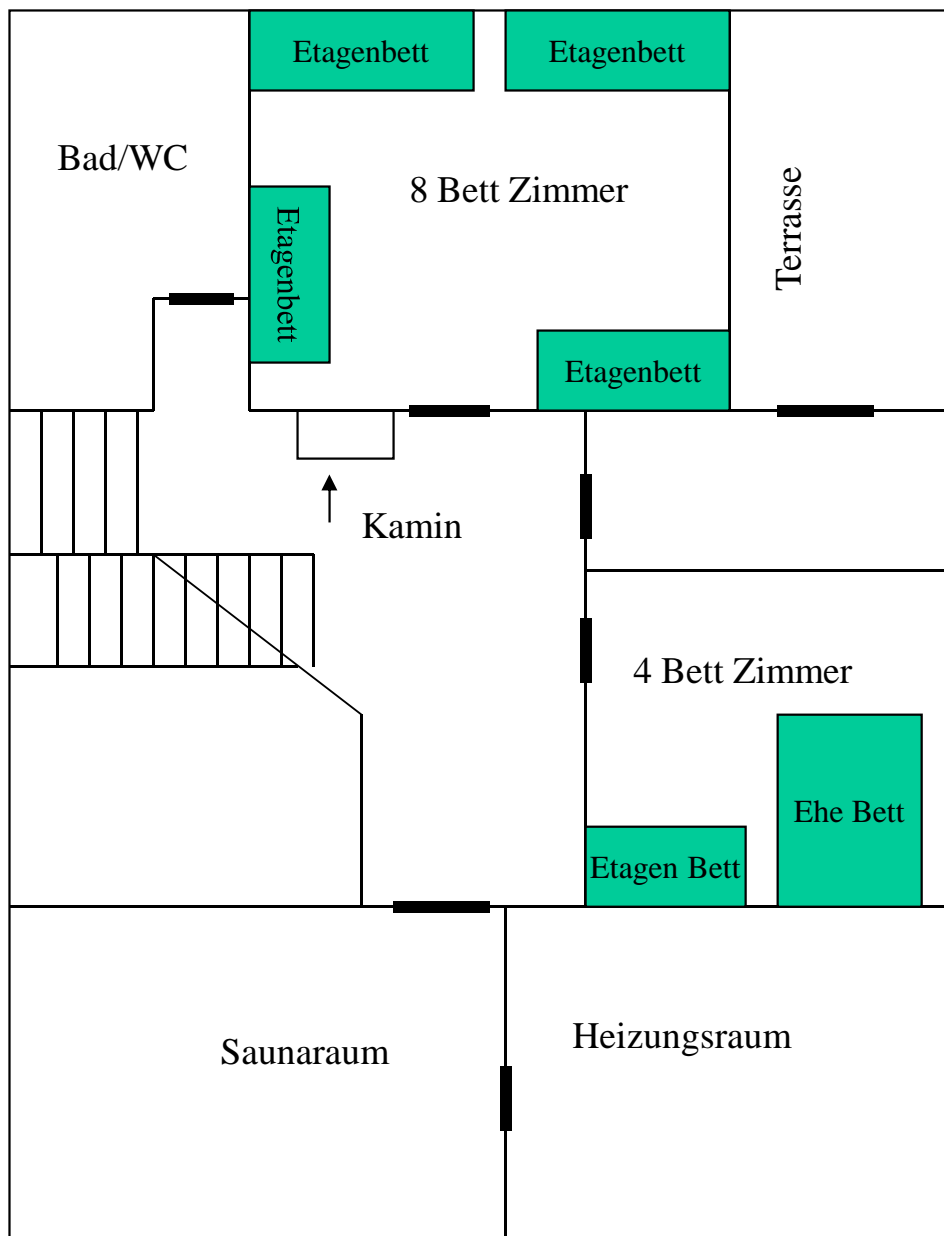 Etagenbett
Etagenbett
Bad/WC
8 Bett Zimmer
Terrasse
Etagenbett
Etagenbett
Kamin
4 Bett Zimmer
Ehe Bett
Etagen Bett
Saunaraum
Heizungsraum